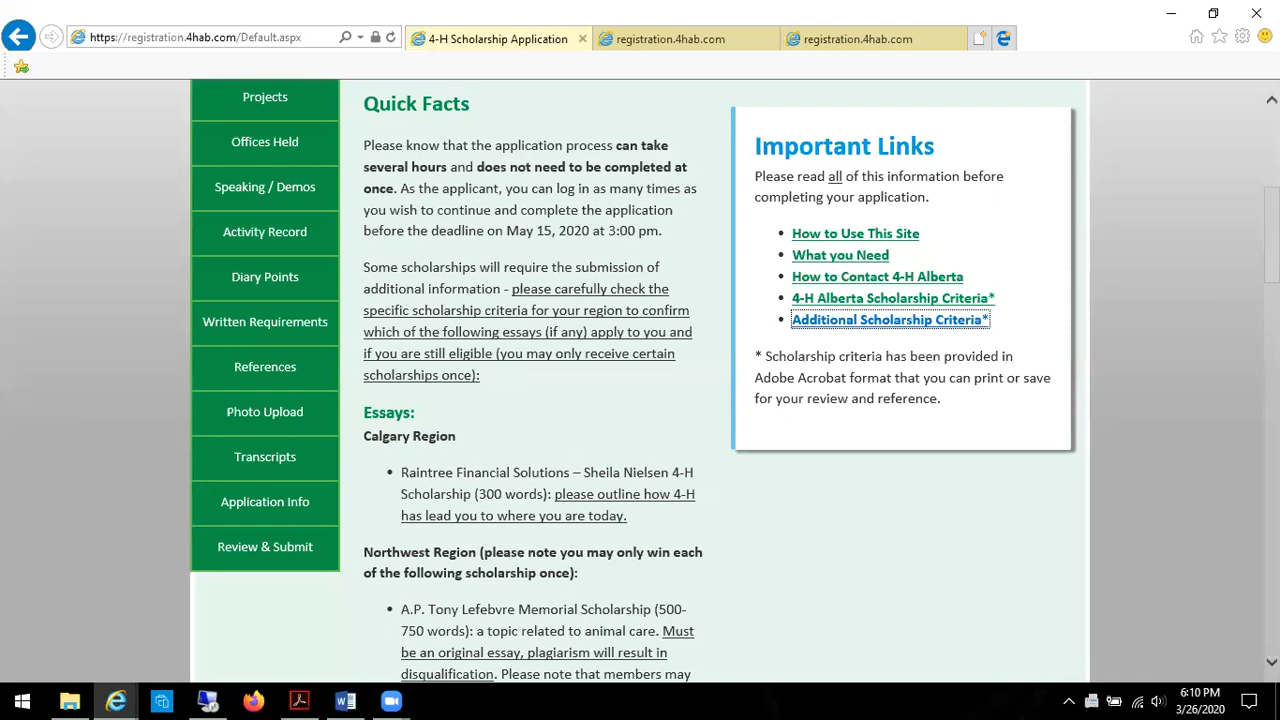 https://registration.4hab.com/Default.aspx
4-H Scholarship Application
registration.4hab.com
registration.4hab.com
Projects
Offices Held
Speaking / Demos
Activity Record
Diary Points
Written Requirements
References
Photo Upload
Transcripts
Application Info
Review & Submit
Quick Facts
Please know that the application process can take
several hours and does not need to be completed at
once. As the applicant, you can log in as many times as
you wish to continue and complete the application
before the deadline on May 15, 2020 at 3:00 pm.
Some scholarships will require the submission of
additional information - please carefully check the
specific scholarship criteria for your region to confirm
which of the following essays (if any) apply to you and
if you are still eligible (you may only receive certain
scholarships once):
Essays:
Calgary Region
• Raintree Financial Solutions – Sheila Nielsen 4-H
Scholarship (300 words): please outline how 4-H
has lead you to where you are today.
Northwest Region (please note you may only win each
of the following scholarship once):
• A.P. Tony Lefebvre Memorial Scholarship (500-
750 words): a topic related to animal care. Must
be an original essay, plagiarism will result in
disqualification. Please note that members may
Important Links
Please read all of this information before
completing your application.
• How to Use This Site
• What you Need
• How to Contact 4-H Alberta
• 4-H Alberta Scholarship Criteria*
• Additional Scholarship Criteria*
* Scholarship criteria has been provided in
Adobe Acrobat format that you can print or save
for your review and reference.
6:10 PM
3/26/2020